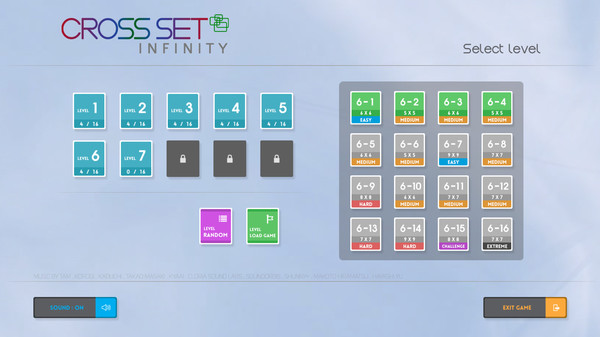 CROSS SET
INFINITY
Select level
LEVEL 1
4 / 16
LEVEL 2
4 / 16
LEVEL 3
4 / 16
LEVEL 4
4 / 16
LEVEL 5
4 / 16
LEVEL 6
4 / 16
LEVEL 7
0 / 16
6-1
6 X 6
EASY
6-2
5 X 5
MEDIUM
6-3
6 X 6
MEDIUM
6-4
5 X 5
MEDIUM
6-5
6 X 6
MEDIUM
6-6
5 X 5
MEDIUM
6-7
9 X 9
EASY
6-8
7 X 7
MEDIUM
6-9
8 X 8
HARD
6-10
6 X 6
MEDIUM
6-11
7 X 7
MEDIUM
6-12
7 X 7
MEDIUM
6-13
7 X 7
HARD
6-14
9 X 9
HARD
6-15
8 X 8
CHALLENGE
6-16
7 X 7
EXTREME
LEVEL
RANDOM
LEVEL
LOAD GAME
SOUND - ON
EXIT GAME